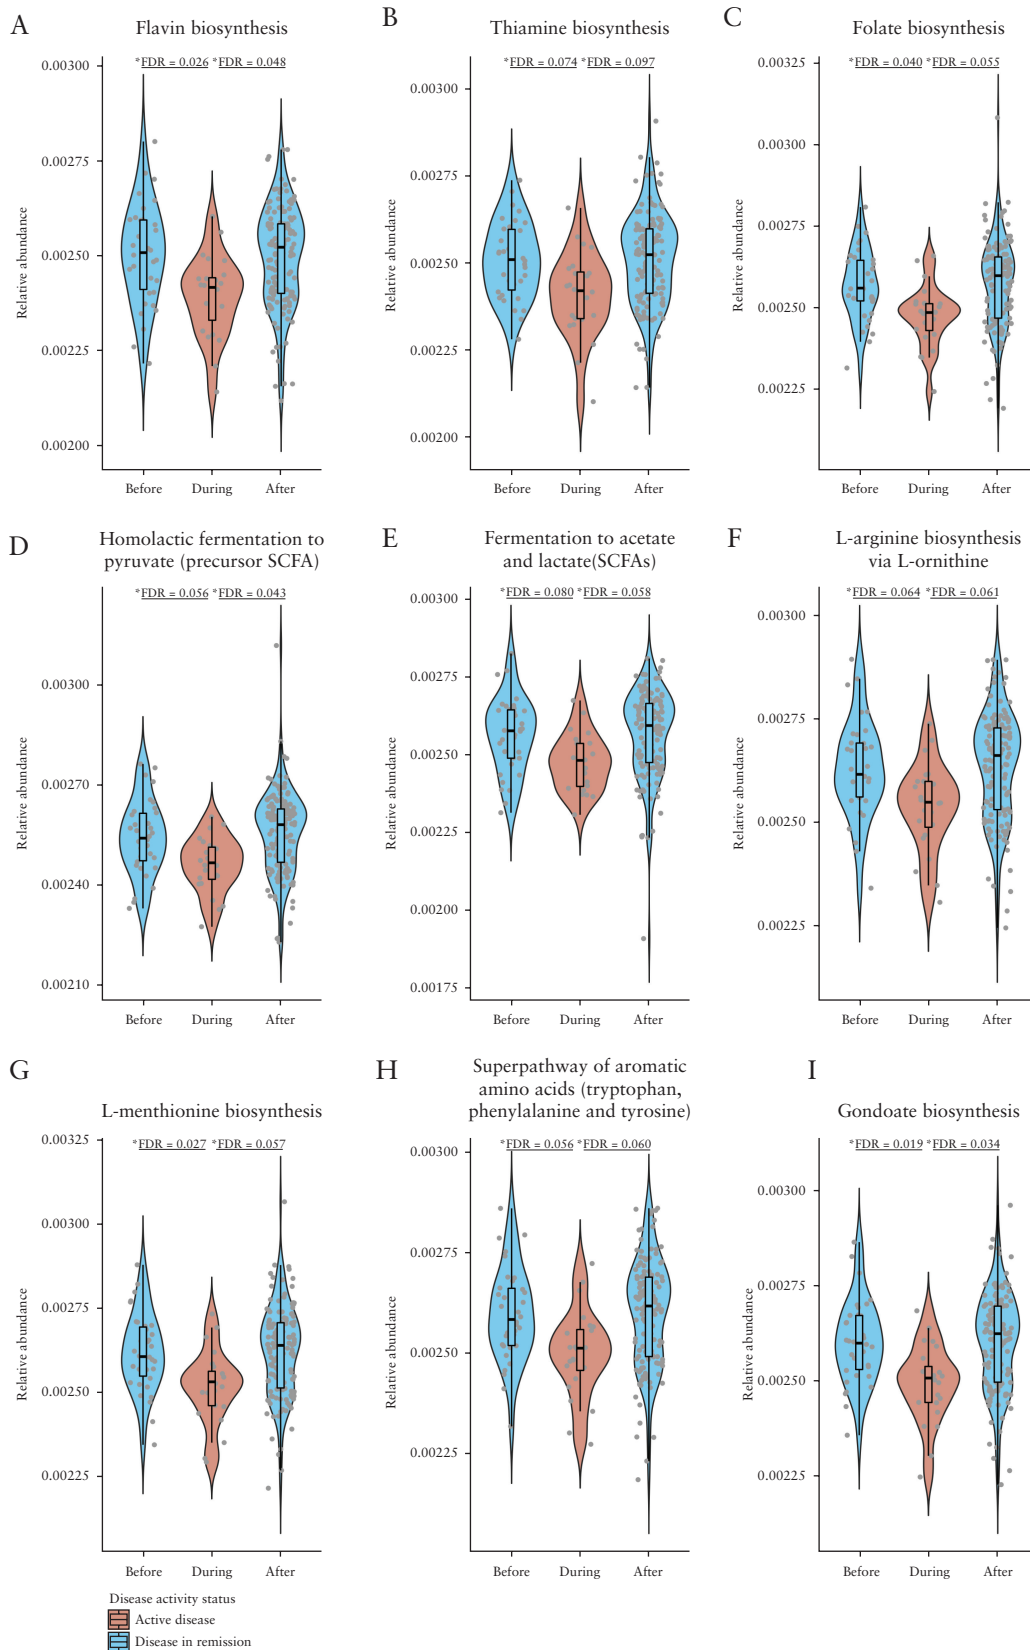 A
Flavin biosynthesis
*FDR = 0.026 *FDR = 0.048
0.00300
0.00275
0.00250
0.00225
0.00200
Relative abundance
Before During After
B
Thiamine biosynthesis
*FDR = 0.074 *FDR = 0.097
0.00300
0.00275
0.00250
0.00225
0.00200
Relative abundance
Before During After
C
Folate biosynthesis
*FDR = 0.040 *FDR = 0.055
0.00325
0.00300
0.00275
0.00250
0.00225
Relative abundance
Before During After
D
Homolactic fermentation to
pyruvate (precursor SCFA)
*FDR = 0.056 *FDR = 0.043
0.00300
0.00270
0.00240
0.00210
Relative abundance
Before During After
E
Fermentation to acetate
and lactate(SCFAs)
*FDR = 0.080 *FDR = 0.058
0.00300
0.00275
0.00250
0.00225
0.00200
0.00175
Relative abundance
Before During After
F
L-arginine biosynthesis
via L-ornithine
*FDR = 0.064 *FDR = 0.061
0.00300
0.00275
0.00250
0.00225
Relative abundance
Before During After
G
L-menthionine biosynthesis
*FDR = 0.027 *FDR = 0.057
0.00325
0.00300
0.00275
0.00250
0.00225
Relative abundance
Before During After
H
Superpathway of aromatic
amino acids (tryptophan,
phenylalanine and tyrosine)
*FDR = 0.056 *FDR = 0.060
0.00300
0.00275
0.00250
0.00225
Relative abundance
Before During After
I
Gondoate biosynthesis
*FDR = 0.019 *FDR = 0.034
0.00300
0.00275
0.00250
0.00225
Relative abundance
Before During After
Disease activity status
Active disease
Disease in remission